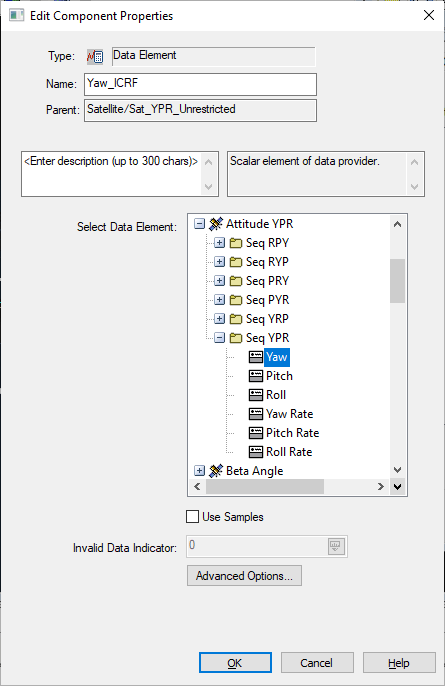 Edit Component Properties
Type: Data Element
Name: Yaw_ICRF
Parent: Satellite/Sat_YPR_Unrestricted
<Enter description (up to 300 chars)>
Scalar element of data provider.
Select Data Element:
Attitude YPR
Seq RPY
Seq RYP
Seq PRY
Seq PYR
Seq YRP
Seq YPR
Yaw
Pitch
Roll
Yaw Rate
Pitch Rate
Roll Rate
Beta Angle
Use Samples
Invalid Data Indicator: 0
Advanced Options...
OK Cancel Help